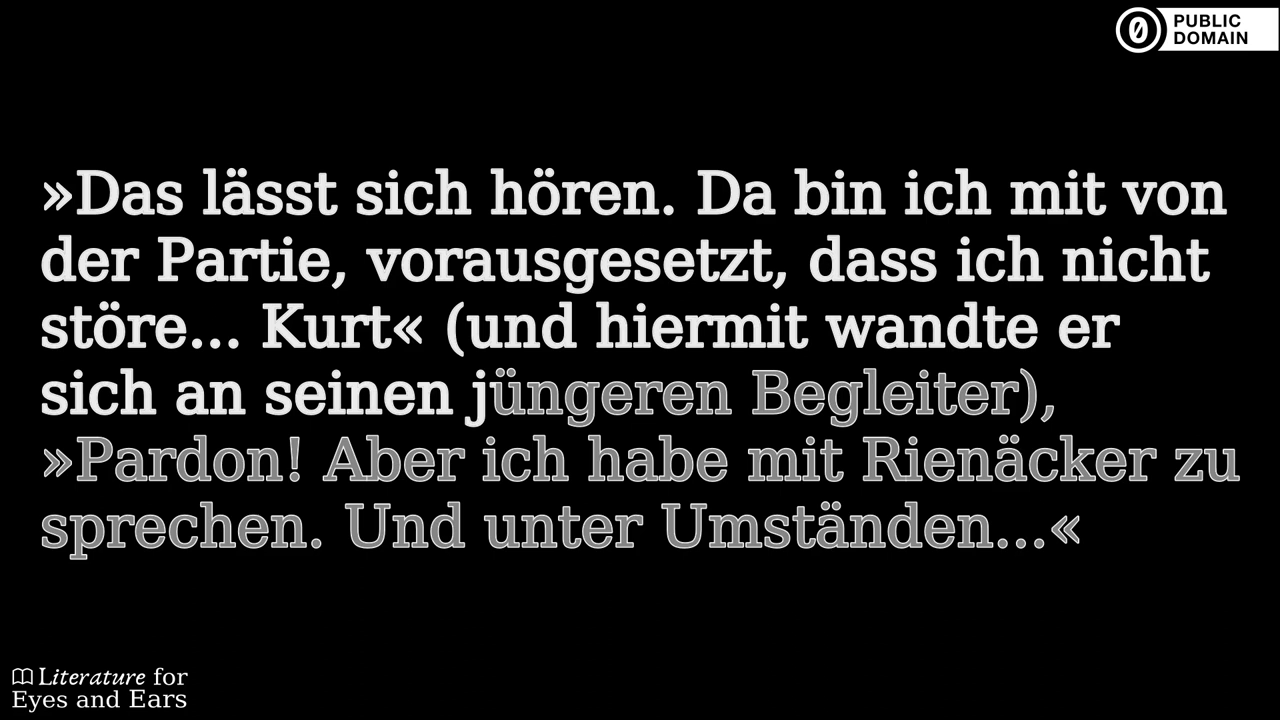 PUBLIC
DOMAIN
»Das lässt sich hören. Da bin ich mit von
der Partie, vorausgesetzt, dass ich nicht
störe... Kurt« (und hiermit wandte er
sich an seinen jüngeren Begleiter),
»Pardon! Aber ich habe mit Rienäcker zu
sprechen. Und unter Umständen...«
Literature for
Eyes and Ears